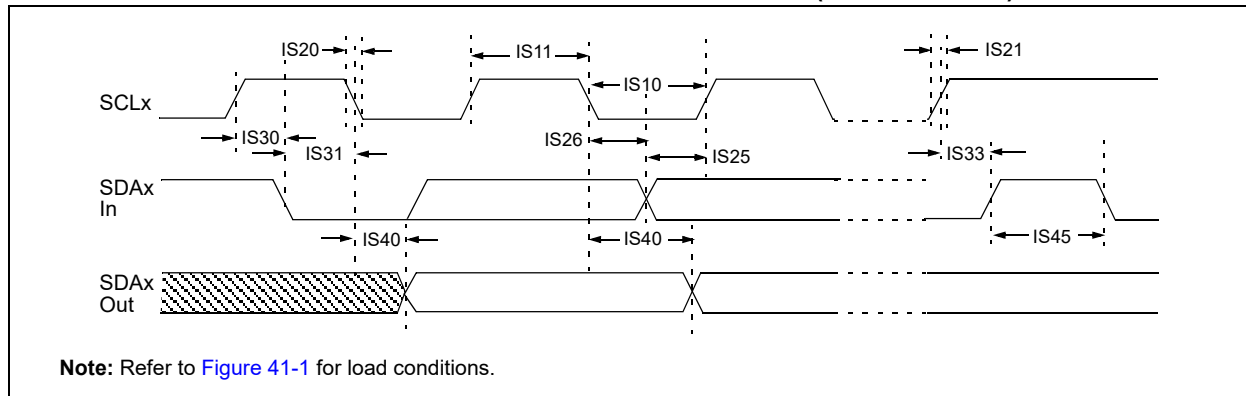 IS20
IS11
IS21
IS10
SCLx
IS30
IS26
IS31
IS25
IS33
SDAx
In
IS40
IS40
IS45
SDAx
Out
Note: Refer to Figure 41-1 for load conditions.